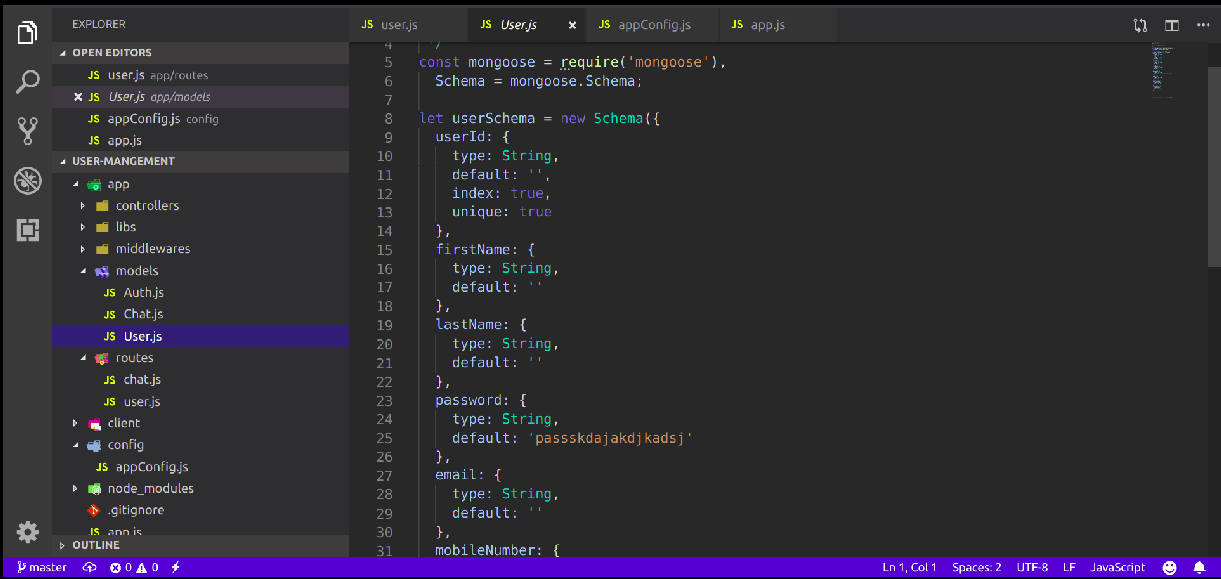 EXPLORER
OPEN EDITORS
JS user.js app/routes
JS User.js app/models
JS appConfig.js config
JS app.js
USER-MANGEMENT
app
controllers
libs
middlewares
models
JS Auth.js
JS Chat.js
JS User.js
routes
JS chat.js
JS user.js
client
config
JS appConfig.js
node_modules
.gitignore
JS app.js
OUTLINE
JS user.js
JS User.js
JS appConfig.js
JS app.js
4 */
5 const mongoose = require('mongoose'),
6 Schema = mongoose.Schema;
7
8 let userSchema = new Schema({
9 userId: {
10 type: String,
11 default: '',
12 index: true,
13 unique: true
14 },
15 firstName: {
16 type: String,
17 default: ''
18 },
19 lastName: {
20 type: String,
21 default: ''
22 },
23 password: {
24 type: String,
25 default: 'passskdajakdjkadsj'
26 },
27 email: {
28 type: String,
29 default: ''
30 },
31 mobileNumber: {
master 0 0 Ln 1, Col 1 Spaces: 2 UTF-8 LF JavaScript